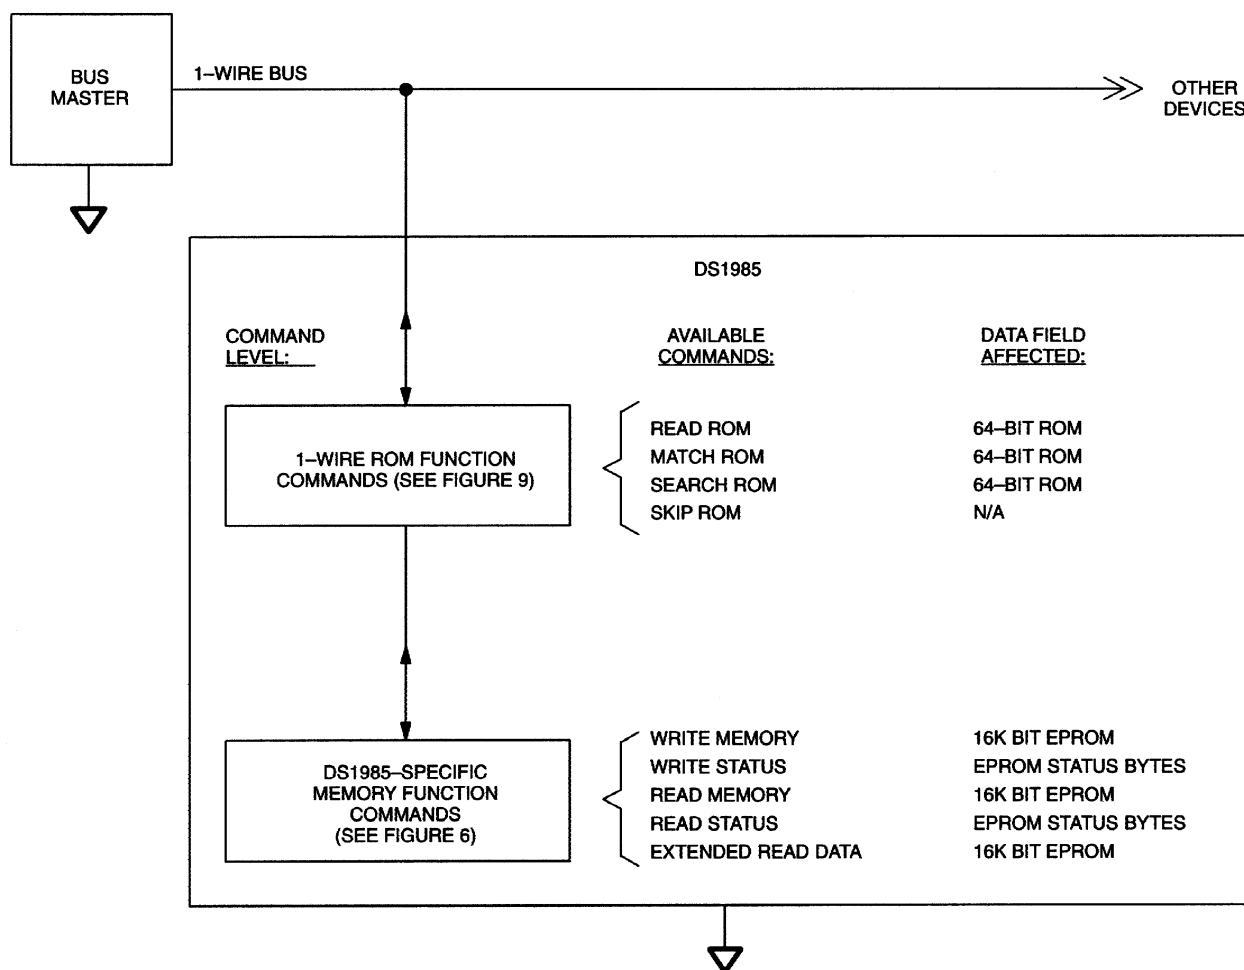 BUS
MASTER
1–WIRE BUS
OTHER
DEVICES
DS1985
COMMAND
LEVEL:
AVAILABLE
COMMANDS:
DATA FIELD
AFFECTED:
1–WIRE ROM FUNCTION
COMMANDS (SEE FIGURE 9)
READ ROM 64–BIT ROM
MATCH ROM 64–BIT ROM
SEARCH ROM 64–BIT ROM
SKIP ROM N/A
DS1985–SPECIFIC
MEMORY FUNCTION
COMMANDS
(SEE FIGURE 6)
WRITE MEMORY 16K BIT EPROM
WRITE STATUS EPROM STATUS BYTES
READ MEMORY 16K BIT EPROM
READ STATUS EPROM STATUS BYTES
EXTENDED READ DATA 16K BIT EPROM